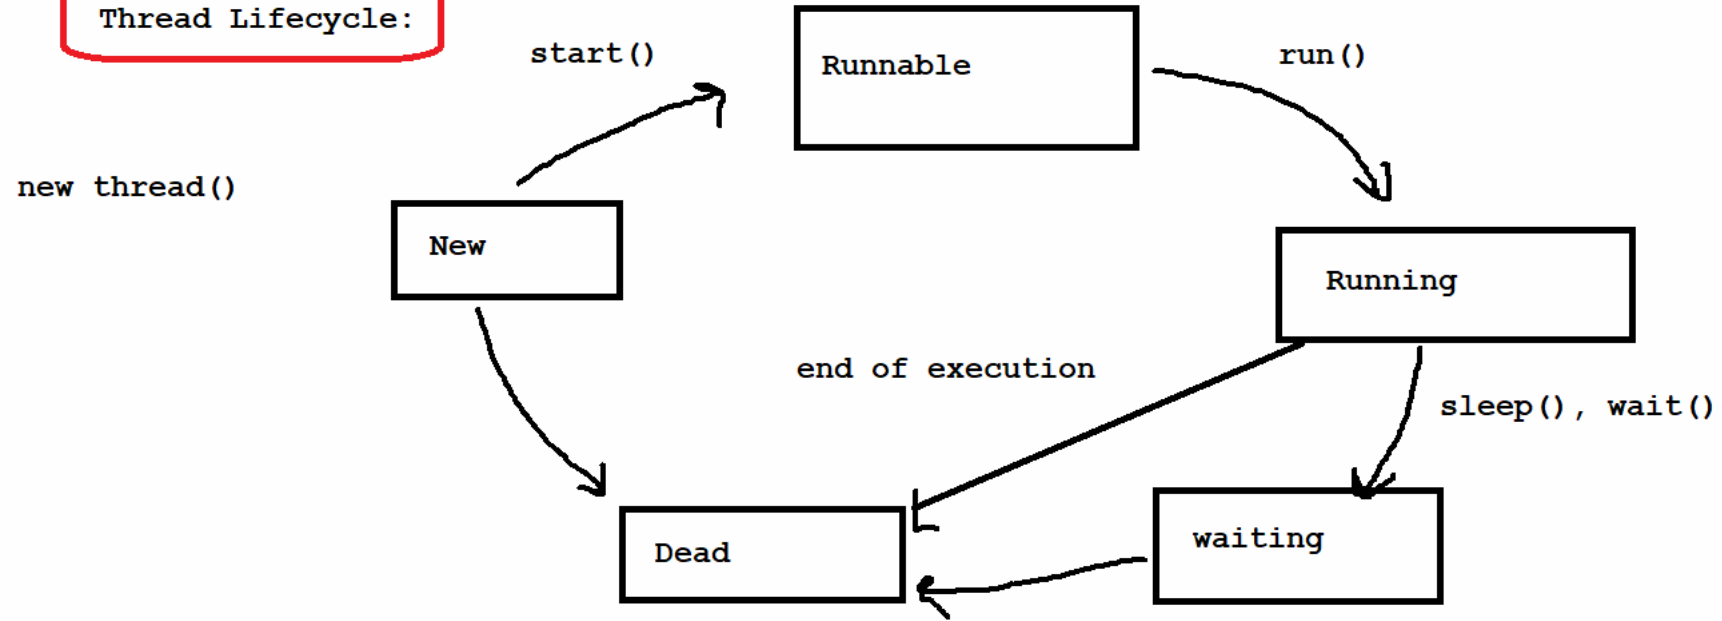 Thread Lifecycle:
start()
Runnable
run()
new thread()
New
Running
end of execution
sleep(), wait()
Dead
waiting